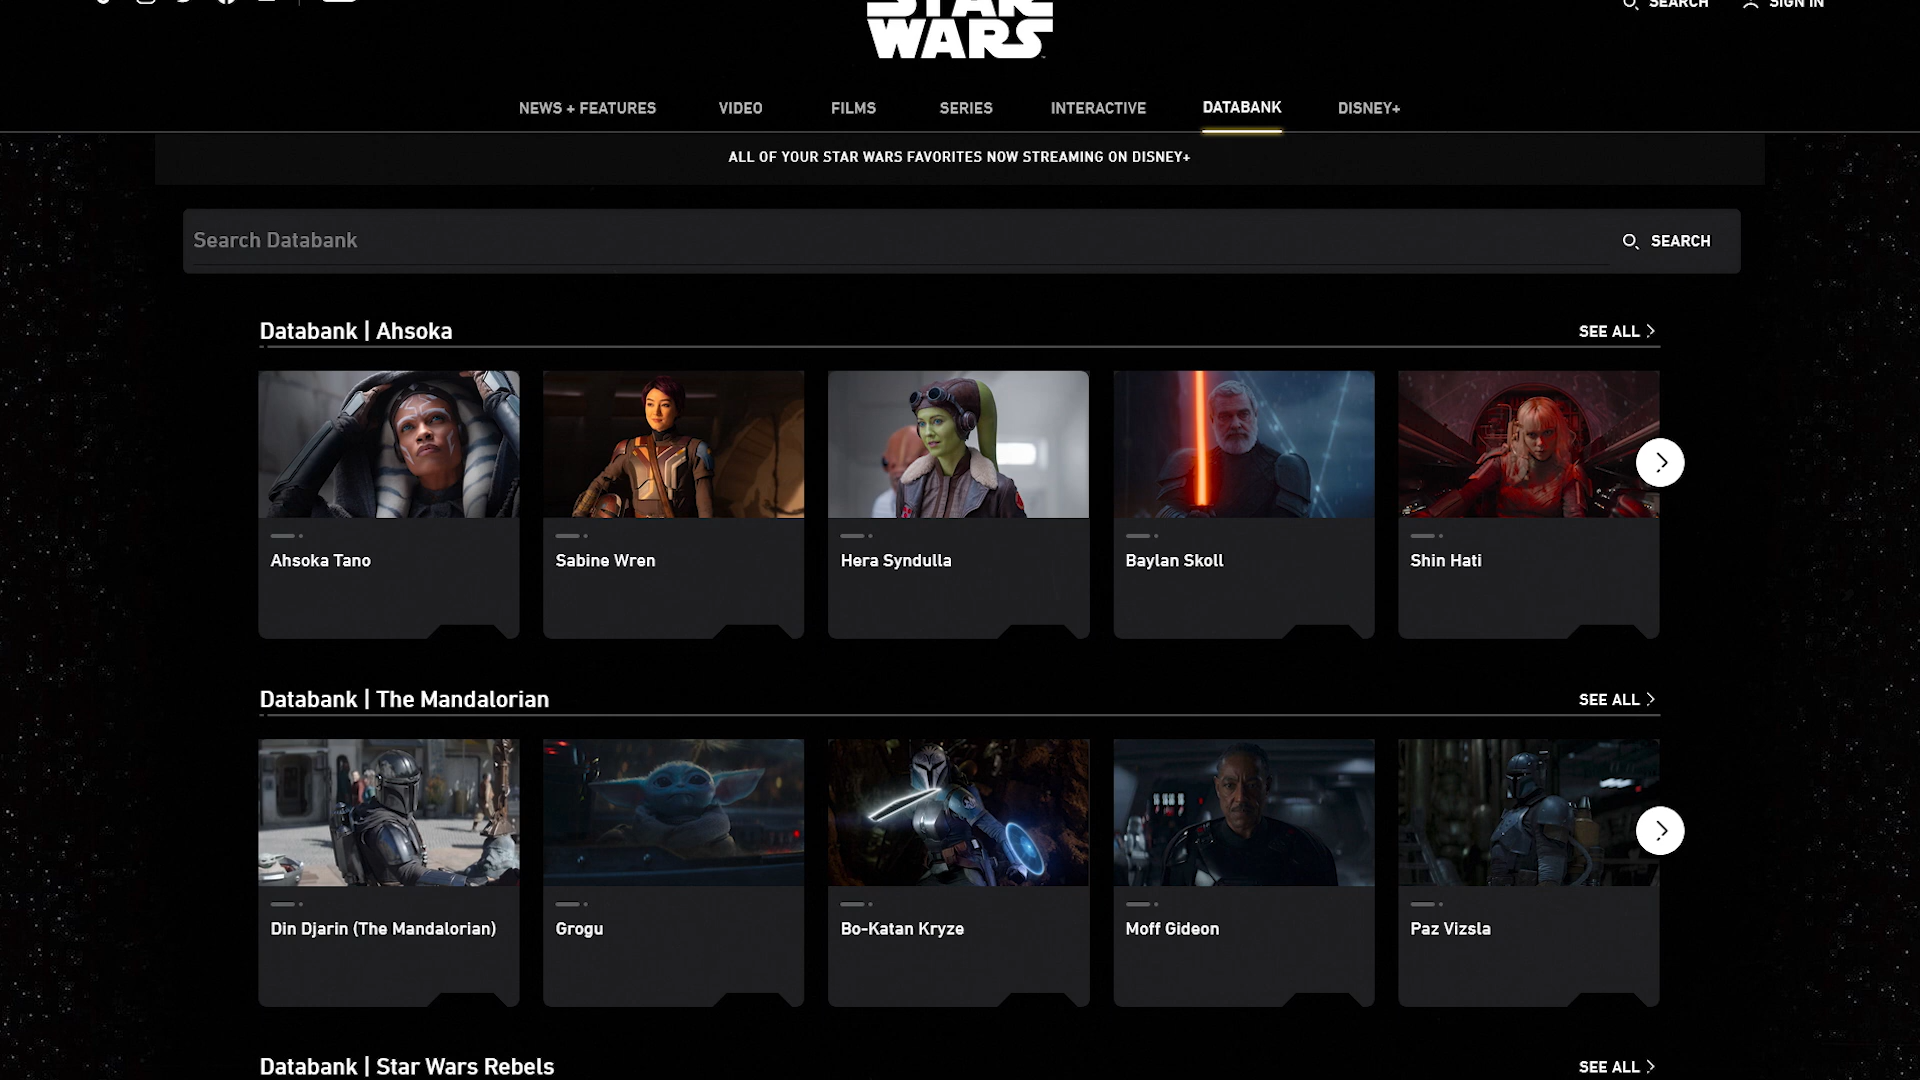 STAR
WARS
SEARCH
SIGN IN
NEWS + FEATURES
VIDEO
FILMS
SERIES
INTERACTIVE
DATABANK
DISNEY+
ALL OF YOUR STAR WARS FAVORITES NOW STREAMING ON DISNEY+
Search Databank
SEARCH
Databank | Ahsoka
SEE ALL
Ahsoka Tano
Sabine Wren
Hera Syndulla
Baylan Skoll
Shin Hati
Databank | The Mandalorian
SEE ALL
Din Djarin (The Mandalorian)
Grogu
Bo-Katan Kryze
Moff Gideon
Paz Vizsla
Databank | Star Wars Rebels
SEE ALL